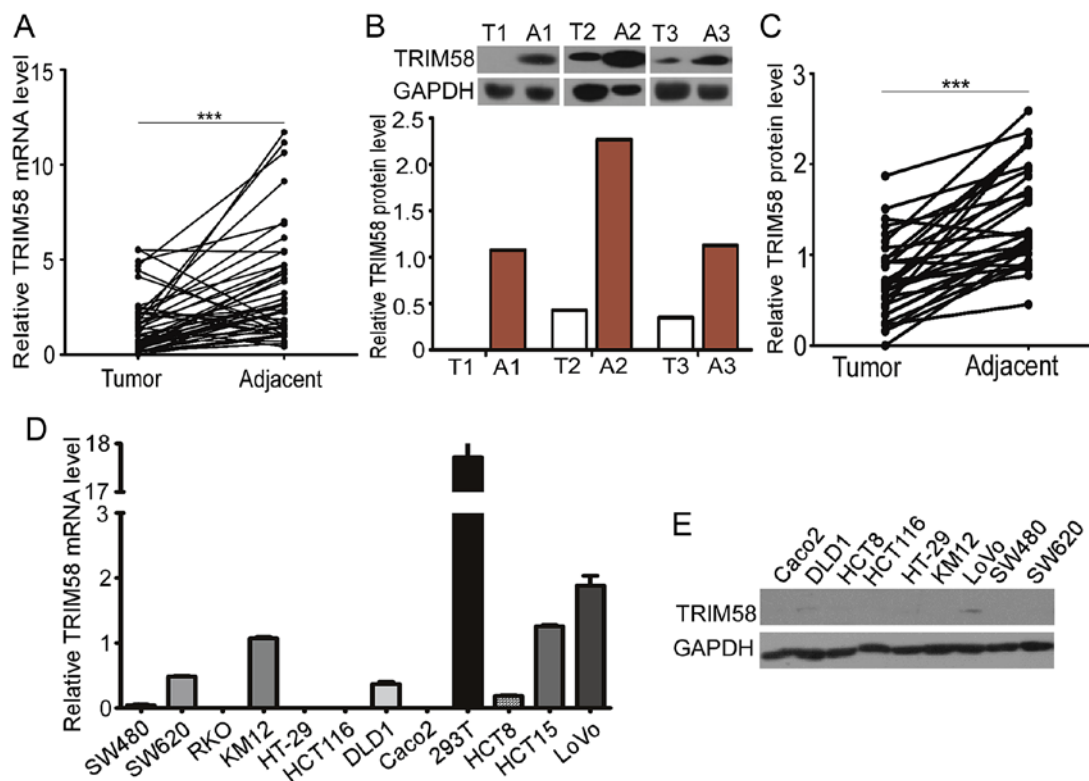 A
Relative TRIM58 mRNA level
15
10
5
0
***
Tumor Adjacent
B
T1 A1 T2 A2 T3 A3
TRIM58
GAPDH
Relative TRIM58 protein level
2.5
2.0
1.5
1.0
0.5
0
T1 A1 T2 A2 T3 A3
C
Relative TRIM58 protein level
3
2
1
0
***
Tumor Adjacent
D
Relative TRIM58 mRNA level
18
17
3
2
1
0
SW480 SW620 RKO KM12 HT-29 HCT116 DLD1 Caco2 293T HCT8 HCT15 LoVo
E
Caco2 DLD1 HCT8 HCT116 HT-29 KM12 LoVo SW480 SW620
TRIM58
GAPDH